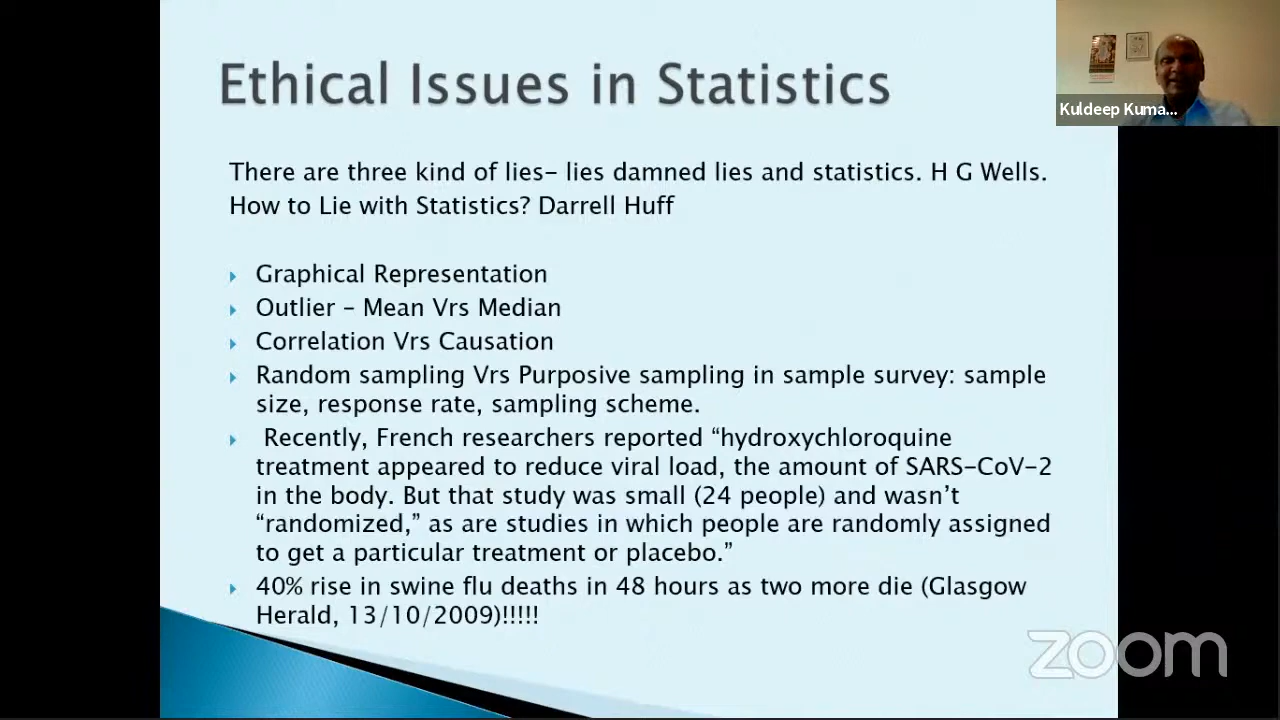 Ethical Issues in Statistics
Kuldeep Kuma...
There are three kind of lies– lies damned lies and statistics. H G Wells.
How to Lie with Statistics? Darrell Huff
Graphical Representation
Outlier – Mean Vrs Median
Correlation Vrs Causation
Random sampling Vrs Purposive sampling in sample survey: sample
size, response rate, sampling scheme.
Recently, French researchers reported “hydroxychloroquine
treatment appeared to reduce viral load, the amount of SARS-CoV-2
in the body. But that study was small (24 people) and wasn’t
“randomized,” as are studies in which people are randomly assigned
to get a particular treatment or placebo.”
40% rise in swine flu deaths in 48 hours as two more die (Glasgow
Herald, 13/10/2009)!!!!!
zoom